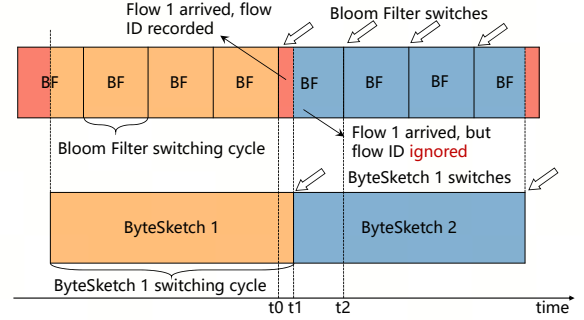 Flow 1 arrived, flow
ID recorded
Bloom Filter switches
BF
BF
BF
BF
BF
BF
BF
BF
Bloom Filter switching cycle
Flow 1 arrived, but
flow ID ignored
ByteSketch 1 switches
ByteSketch 1
ByteSketch 2
ByteSketch 1 switching cycle
t0
t1
t2
time